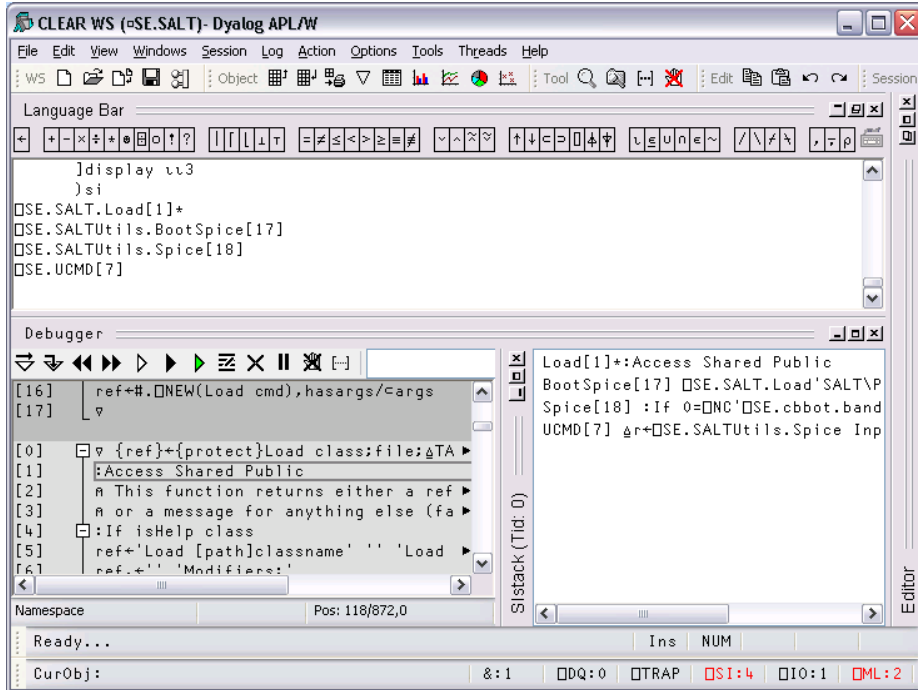 CLEAR WS (⎕SE.SALT)- Dyalog APL/W
File Edit View Windows Session Log Action Options Tools Threads Help
WS Object Tool Edit Session
Language Bar
]display ⍳⍳3
)si
⎕SE.SALT.Load[1]*
⎕SE.SALTUtils.BootSpice[17]
⎕SE.SALTUtils.Spice[18]
⎕SE.UCMD[7]
Debugger
[16] ref←#.⎕NEW(Load cmd),hasargs/⊂args
[17] ∇
[0] ∇ {ref}←{protect}Load class;file;∆TA
[1] :Access Shared Public
[2] ⍝ This function returns either a ref
[3] ⍝ or a message for anything else (fa
[4] :If isHelp class
[5] ref←'Load [path]classname' '' 'Load
[6] ref,←'' 'Modifiers:'
Namespace Pos: 118/872,0
SIstack (Tid: 0)
Load[1]*:Access Shared Public
BootSpice[17] ⎕SE.SALT.Load'SALT\P
Spice[18] :If 0=⎕NC'⎕SE.cbbot.band
UCMD[7] ⍙r←⎕SE.SALTUtils.Spice Inp
Editor
Ready... Ins NUM
CurObj: &:1 ⎕DQ:0 ⎕TRAP ⎕SI:4 ⎕IO:1 ⎕ML:2